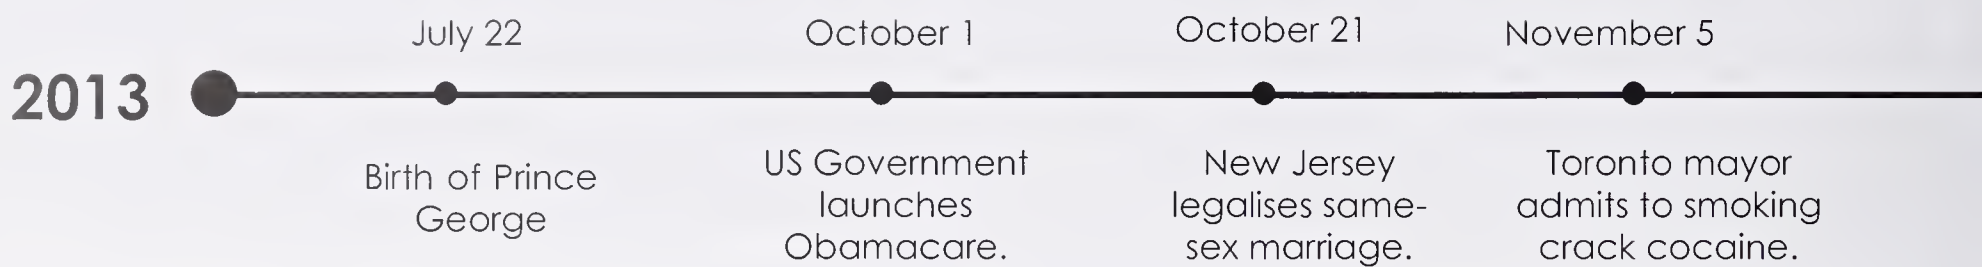 2013
July 22
Birth of Prince
George
October 1
US Government
launches
Obamacare.
October 21
New Jersey
legalises same-
sex marriage.
November 5
Toronto mayor
admits to smoking
crack cocaine.